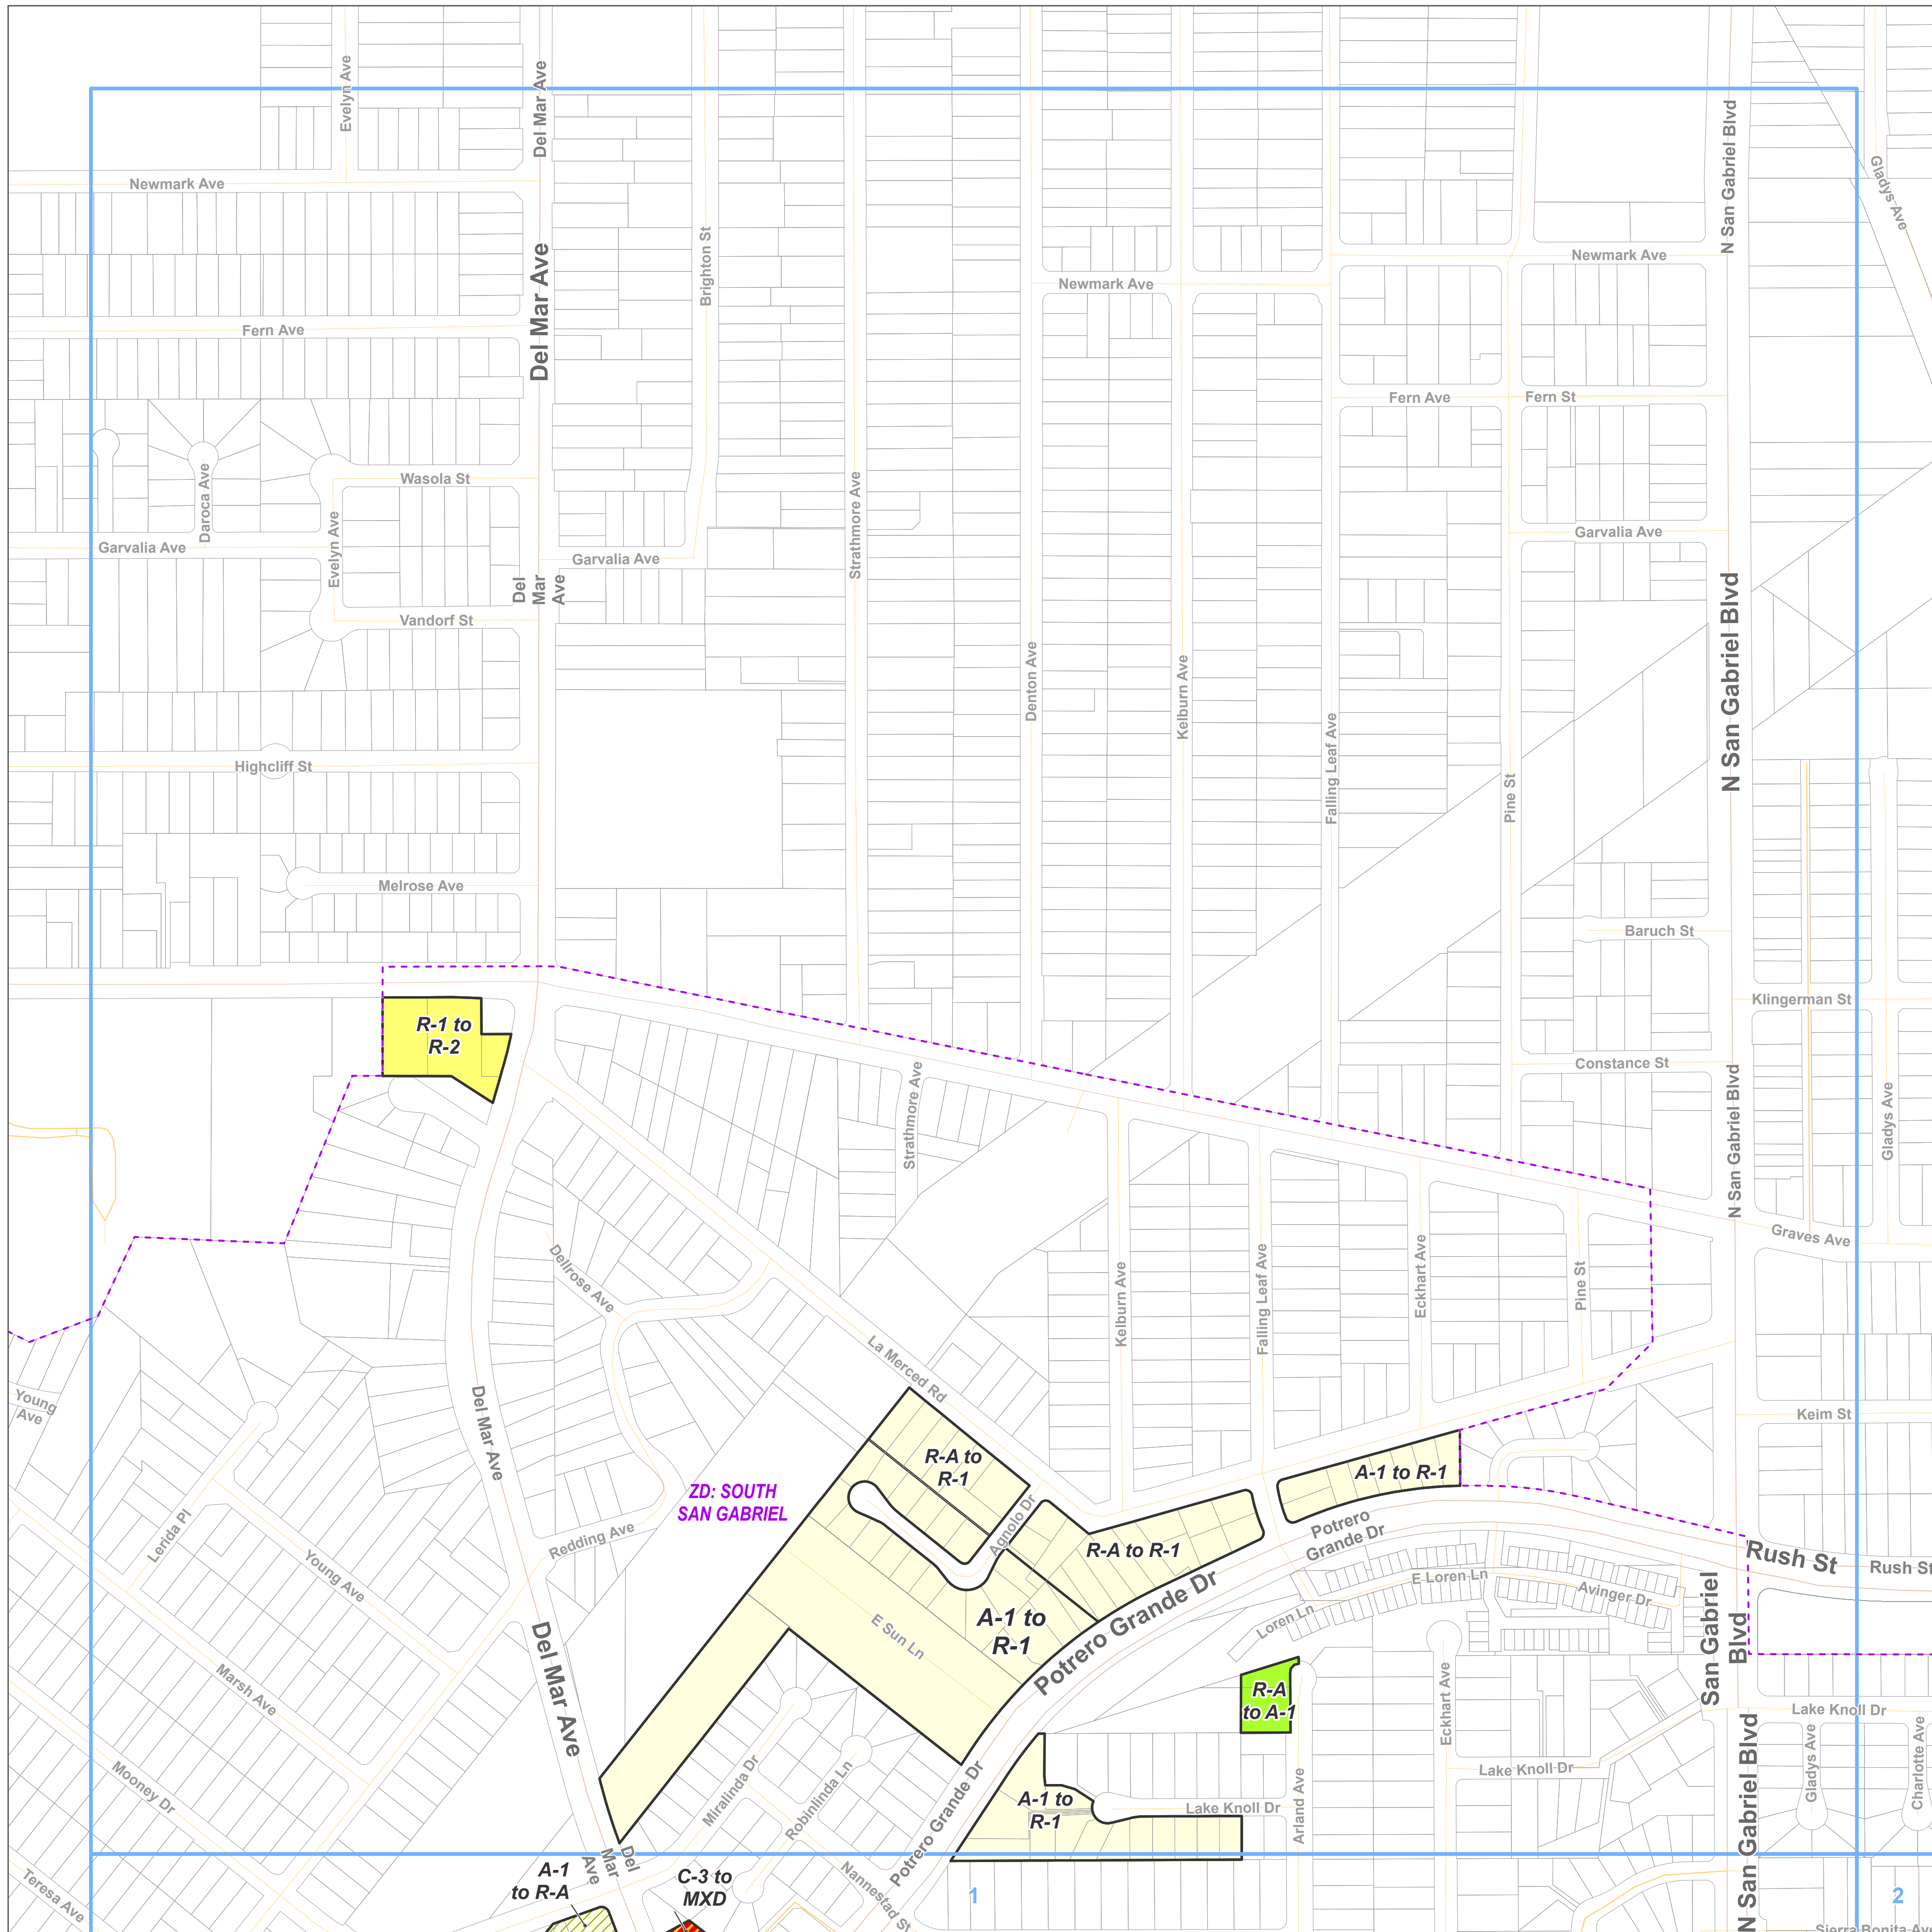 Evelyn Ave
Del Mar Ave
N San Gabriel Blvd
Gladys Ave
Newmark Ave
Del Mar Ave
Brighton St
Newmark Ave
Newmark Ave
Fern Ave
Fern Ave
Fern St
Wasola St
Daroca Ave
Strathmore Ave
Garvalia Ave
Evelyn Ave
Garvalia Ave
Garvalia Ave
Del
Mar
Ave
Vandorf St
N San Gabriel Blvd
Denton Ave
Kelburn Ave
Falling Leaf Ave
Pine St
Highcliff St
Melrose Ave
Baruch St
Klingerman St
R-1 to
R-2
Constance St
Strathmore Ave
N San Gabriel Blvd
Gladys Ave
Graves Ave
Dellrose Ave
Kelburn Ave
Falling Leaf Ave
Eckhart Ave
Pine St
La Merced Rd
Young
Ave
Del Mar Ave
Keim St
R-A to
R-1
A-1 to R-1
ZD: SOUTH
SAN GABRIEL
Lerida Pl
Redding Ave
Agnolo Dr
R-A to R-1
Potrero
Grande Dr
Rush St
Rush St
Young Ave
E Loren Ln
Avinger Dr
Loren Ln
San Gabriel
Blvd
A-1 to
R-1
E Sun Ln
Potrero Grande Dr
Marsh Ave
Del Mar Ave
R-A
to A-1
Eckhart Ave
Lake Knoll Dr
Mooney Dr
Miralinda Dr
Robinlinda Ln
Potrero Grande Dr
A-1 to
R-1
Lake Knoll Dr
Arland Ave
Lake Knoll Dr
N San Gabriel Blvd
Gladys Ave
Charlotte Ave
Teresa Ave
Del
Mar
Ave
A-1
to R-A
C-3 to
MXD
Nannestad St
1
2
Sierra Bonita Ave